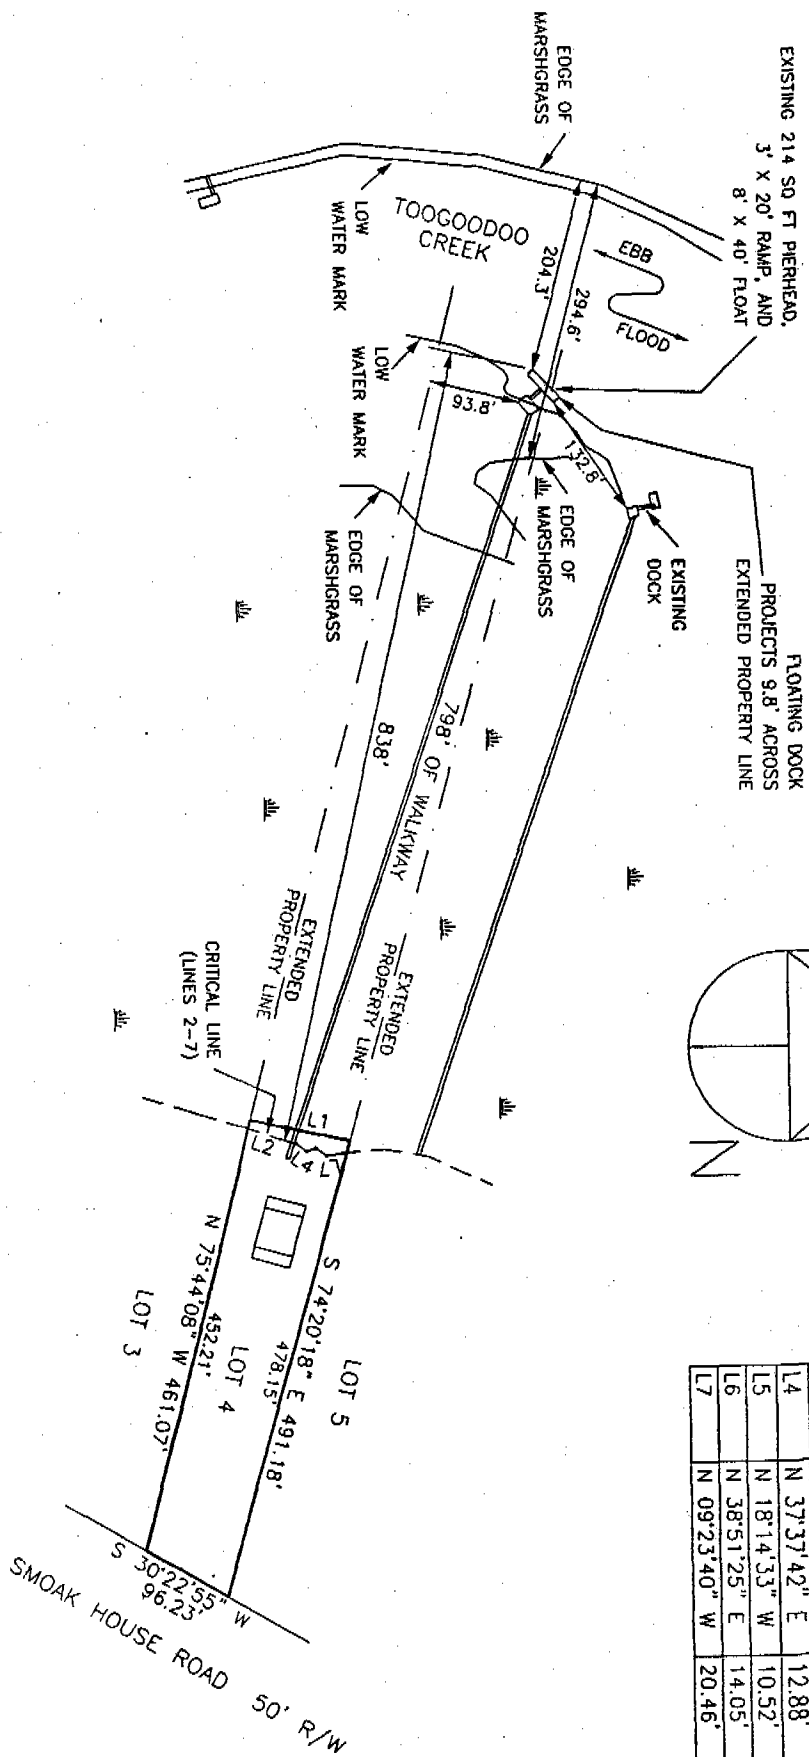 EXISTING 214 SQ FT PIERHEAD,
3' X 20' RAMP, AND
8' X 40' FLOAT
EDGE OF
MARSHGRASS
FLOATING DOCK
PROJECTS 9.8' ACROSS
EXTENDED PROPERTY LINE
EBB
FLOOD
TOOGOODOO
CREEK
LOW
WATER MARK
204.3'
294.6'
LOW
WATER MARK
93.8'
132.8'
EXISTING
DOCK
EDGE OF
MARSHGRASS
EDGE OF
MARSHGRASS
798' OF WALKWAY
838'
EXTENDED
PROPERTY LINE
EXTENDED
PROPERTY LINE
CRITICAL LINE
(LINES 2-7)
N
L1
L2
L4
L
S 74°20'18" E 491.18'
478.15'
LOT 5
LOT 4
452.21'
N 75°44'08" W 461.07'
LOT 3
S 30°22'55" W
96.23'
SMOAK HOUSE ROAD 50' R/W
L4 N 37°37'42" E 12.88'
L5 N 18°14'33" W 10.52'
L6 N 38°51'25" E 14.05'
L7 N 09°23'40" W 20.46'